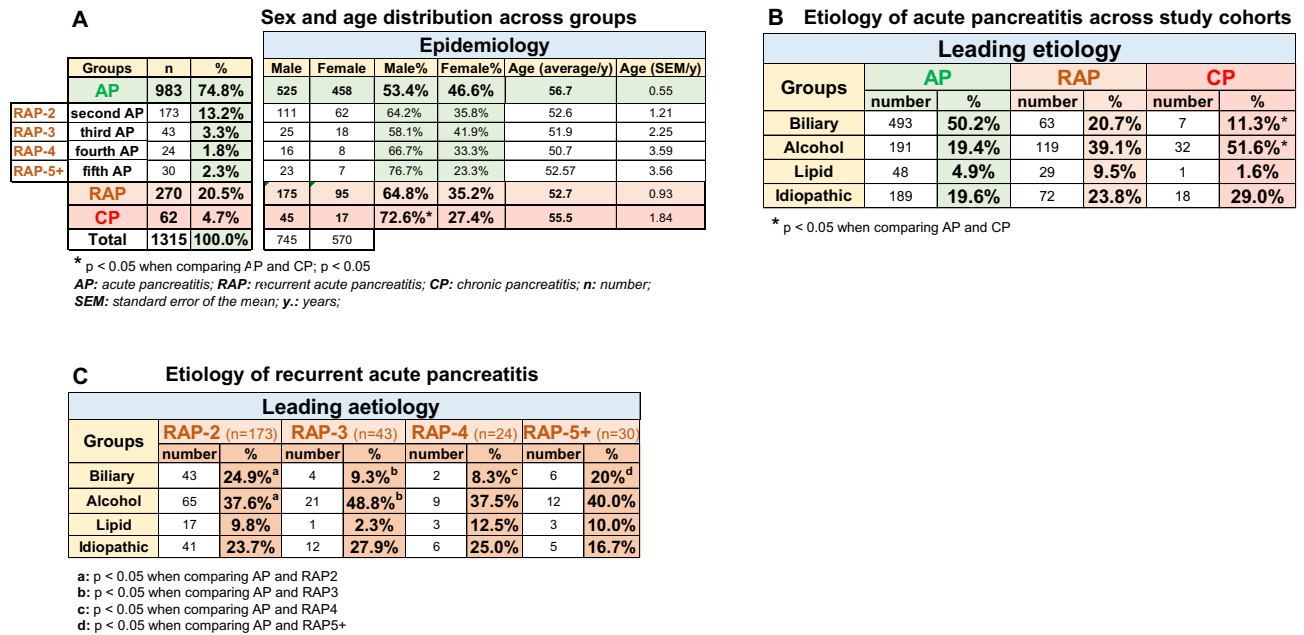 A Sex and age distribution across groups
Epidemiology
Groups n % Male Female Male% Female% Age (average/y) Age (SEM/y)
AP 983 74.8% 525 458 53.4% 46.6% 56.7 0.55
RAP-2 second AP 173 13.2% 111 62 64.2% 35.8% 52.6 1.21
RAP-3 third AP 43 3.3% 25 18 58.1% 41.9% 51.9 2.25
RAP-4 fourth AP 24 1.8% 16 8 66.7% 33.3% 50.7 3.59
RAP-5+ fifth AP 30 2.3% 23 7 76.7% 23.3% 52.57 3.56
RAP 270 20.5% 175 95 64.8% 35.2% 52.7 0.93
CP 62 4.7% 45 17 72.6%* 27.4% 55.5 1.84
Total 1315 100.0% 745 570
* p < 0.05 when comparing AP and CP; p < 0.05
AP: acute pancreatitis; RAP: recurrent acute pancreatitis; CP: chronic pancreatitis; n: number;
SEM: standard error of the mean; y.: years;
B Etiology of acute pancreatitis across study cohorts
Leading etiology
Groups AP RAP CP
number % number % number %
Biliary 493 50.2% 63 20.7% 7 11.3%*
Alcohol 191 19.4% 119 39.1% 32 51.6%*
Lipid 48 4.9% 29 9.5% 1 1.6%
Idiopathic 189 19.6% 72 23.8% 18 29.0%
* p < 0.05 when comparing AP and CP
C Etiology of recurrent acute pancreatitis
Leading aetiology
Groups RAP-2 (n=173) RAP-3 (n=43) RAP-4 (n=24) RAP-5+ (n=30)
number % number % number % number %
Biliary 43 24.9%a 4 9.3%b 2 8.3%c 6 20%d
Alcohol 65 37.6%a 21 48.8%b 9 37.5% 12 40.0%
Lipid 17 9.8% 1 2.3% 3 12.5% 3 10.0%
Idiopathic 41 23.7% 12 27.9% 6 25.0% 5 16.7%
a: p < 0.05 when comparing AP and RAP2
b: p < 0.05 when comparing AP and RAP3
c: p < 0.05 when comparing AP and RAP4
d: p < 0.05 when comparing AP and RAP5+